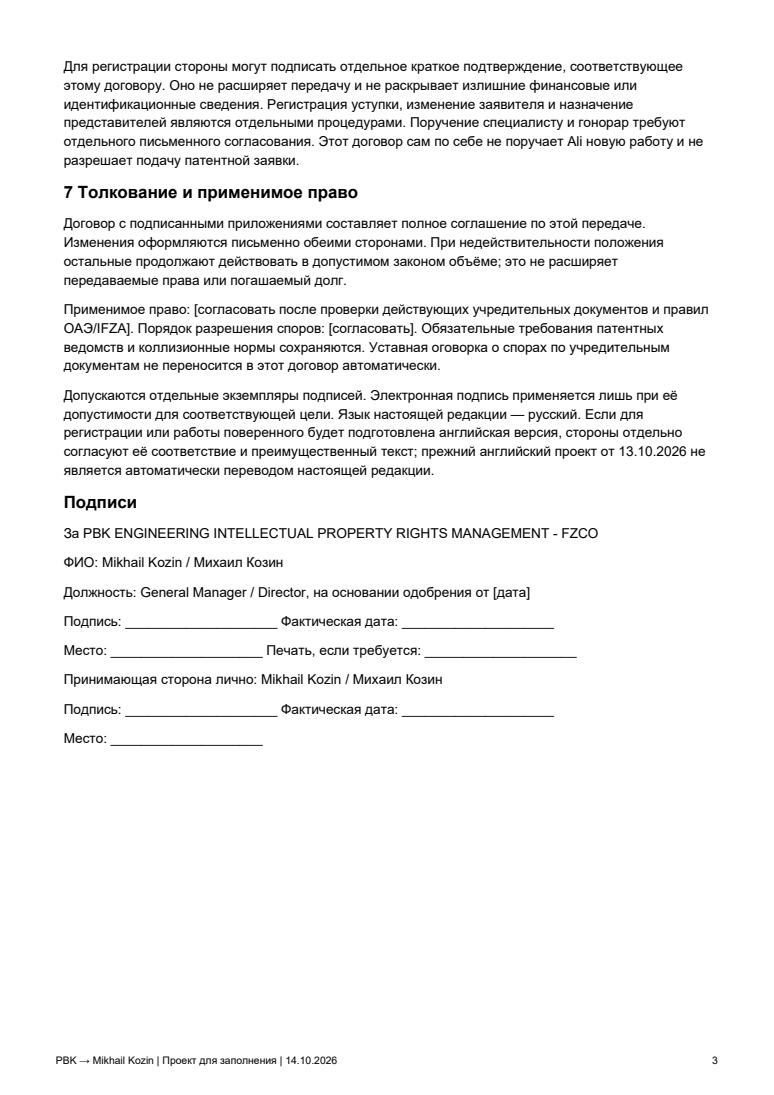 Для регистрации стороны могут подписать отдельное краткое подтверждение, соответствующее
этому договору. Оно не расширяет передачу и не раскрывает излишние финансовые или
идентификационные сведения. Регистрация уступки, изменение заявителя и назначение
представителей являются отдельными процедурами. Поручение специалисту и гонорар требуют
отдельного письменного согласования. Этот договор сам по себе не поручает Ali новую работу и не
разрешает подачу патентной заявки.
7 Толкование и применимое право
Договор с подписанными приложениями составляет полное соглашение по этой передаче.
Изменения оформляются письменно обеими сторонами. При недействительности положения
остальные продолжают действовать в допустимом законом объёме; это не расширяет
передаваемые права или погашаемый долг.
Применимое право: [согласовать после проверки действующих учредительных документов и правил
ОАЭ/IFZA]. Порядок разрешения споров: [согласовать]. Обязательные требования патентных
ведомств и коллизионные нормы сохраняются. Уставная оговорка о спорах по учредительным
документам не переносится в этот договор автоматически.
Допускаются отдельные экземпляры подписей. Электронная подпись применяется лишь при её
допустимости для соответствующей цели. Язык настоящей редакции — русский. Если для
регистрации или работы поверенного будет подготовлена английская версия, стороны отдельно
согласуют её соответствие и преимущественный текст; прежний английский проект от 13.10.2026 не
является автоматически переводом настоящей редакции.
Подписи
За PBK ENGINEERING INTELLECTUAL PROPERTY RIGHTS MANAGEMENT - FZCO
ФИО: Mikhail Kozin / Михаил Козин
Должность: General Manager / Director, на основании одобрения от [дата]
Подпись: ____________________ Фактическая дата: ____________________
Место: ____________________ Печать, если требуется: ____________________
Принимающая сторона лично: Mikhail Kozin / Михаил Козин
Подпись: ____________________ Фактическая дата: ____________________
Место: ____________________
PBK → Mikhail Kozin | Проект для заполнения | 14.10.2026 3